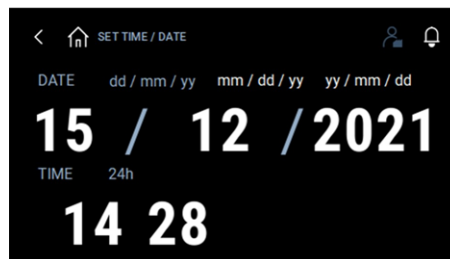 SET TIME / DATE
DATE dd / mm / yy mm / dd / yy yy / mm / dd
15 / 12 / 2021
TIME 24h
14 28